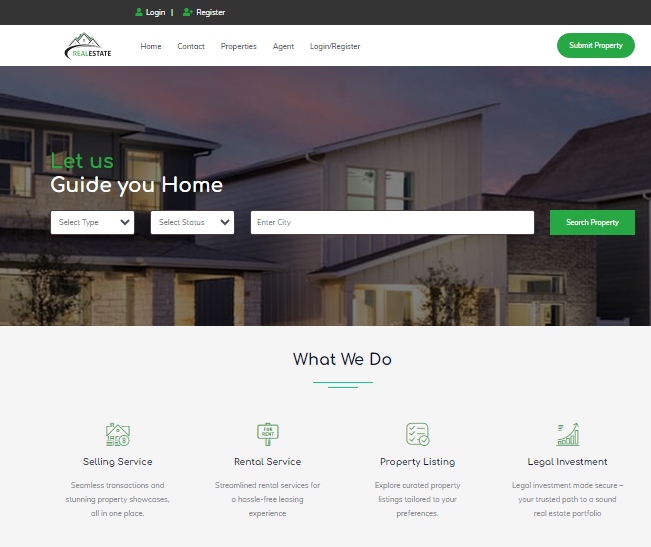 Login | Register
REALESTATE
Home Contact Properties Agent Login/Register
Submit Property
Let us
Guide you Home
Select Type Select Status Enter City Search Property
What We Do
FOR RENT
Selling Service
Seamless transactions and
stunning property showcases,
all in one place.
Rental Service
Streamlined rental services for
a hassle-free leasing
experience
Property Listing
Explore curated property
listings tailored to your
preferences.
Legal Investment
Legal investment made secure –
your trusted path to a sound
real estate portfolio